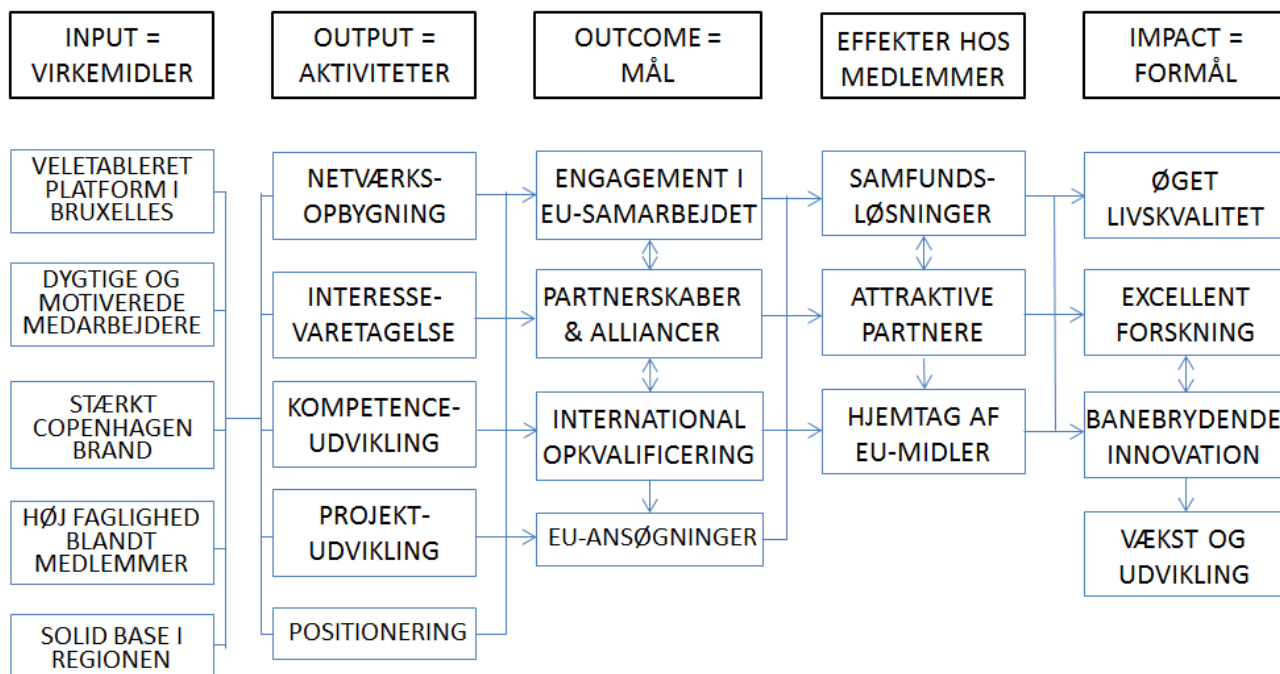 INPUT =
VIRKEMIDLER
OUTPUT =
AKTIVITETER
OUTCOME =
MÅL
EFFEKTER HOS
MEDLEMMER
IMPACT =
FORMÅL
VELETABLERET
PLATFORM I
BRUXELLES
DYGTIGE OG
MOTIVEREDE
MEDARBEJDERE
STÆRKT
COPENHAGEN
BRAND
HØJ FAGLIGHED
BLANDT
MEDLEMMER
SOLID BASE I
REGIONEN
NETVÆRKS-
OPBYGNING
INTERESSE-
VARETAGELSE
KOMPETENCE-
UDVIKLING
PROJEKT-
UDVIKLING
POSITIONERING
ENGAGEMENT I
EU-SAMARBEJDET
PARTNERSKABER
& ALLIANCER
INTERNATIONAL
OPKVALIFICERING
EU-ANSØGNINGER
SAMFUNDS-
LØSNINGER
ATTRAKTIVE
PARTNERE
HJEMTAG AF
EU-MIDLER
ØGET
LIVSKVALITET
EXCELLENT
FORSKNING
BANEBRYDENDE
INNOVATION
VÆKST OG
UDVIKLING